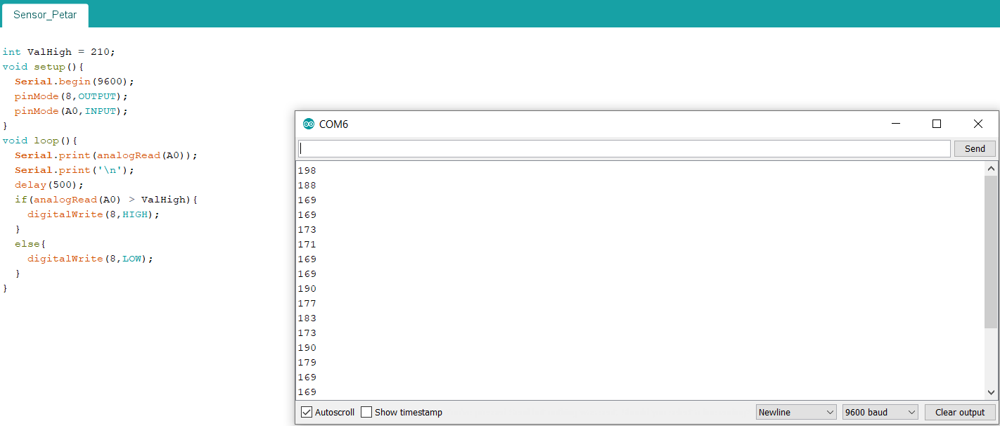 Sensor_Petar
int ValHigh = 210;
void setup(){
  Serial.begin(9600);
  pinMode(8,OUTPUT);
  pinMode(A0,INPUT);
}
void loop(){
  Serial.print(analogRead(A0));
  Serial.print('\n');
  delay(500);
  if(analogRead(A0) > ValHigh){
    digitalWrite(8,HIGH);
  }
  else{
    digitalWrite(8,LOW);
  }
}
COM6
Send
198
188
169
169
173
171
169
169
190
177
183
173
190
179
169
169
Autoscroll Show timestamp Newline 9600 baud Clear output